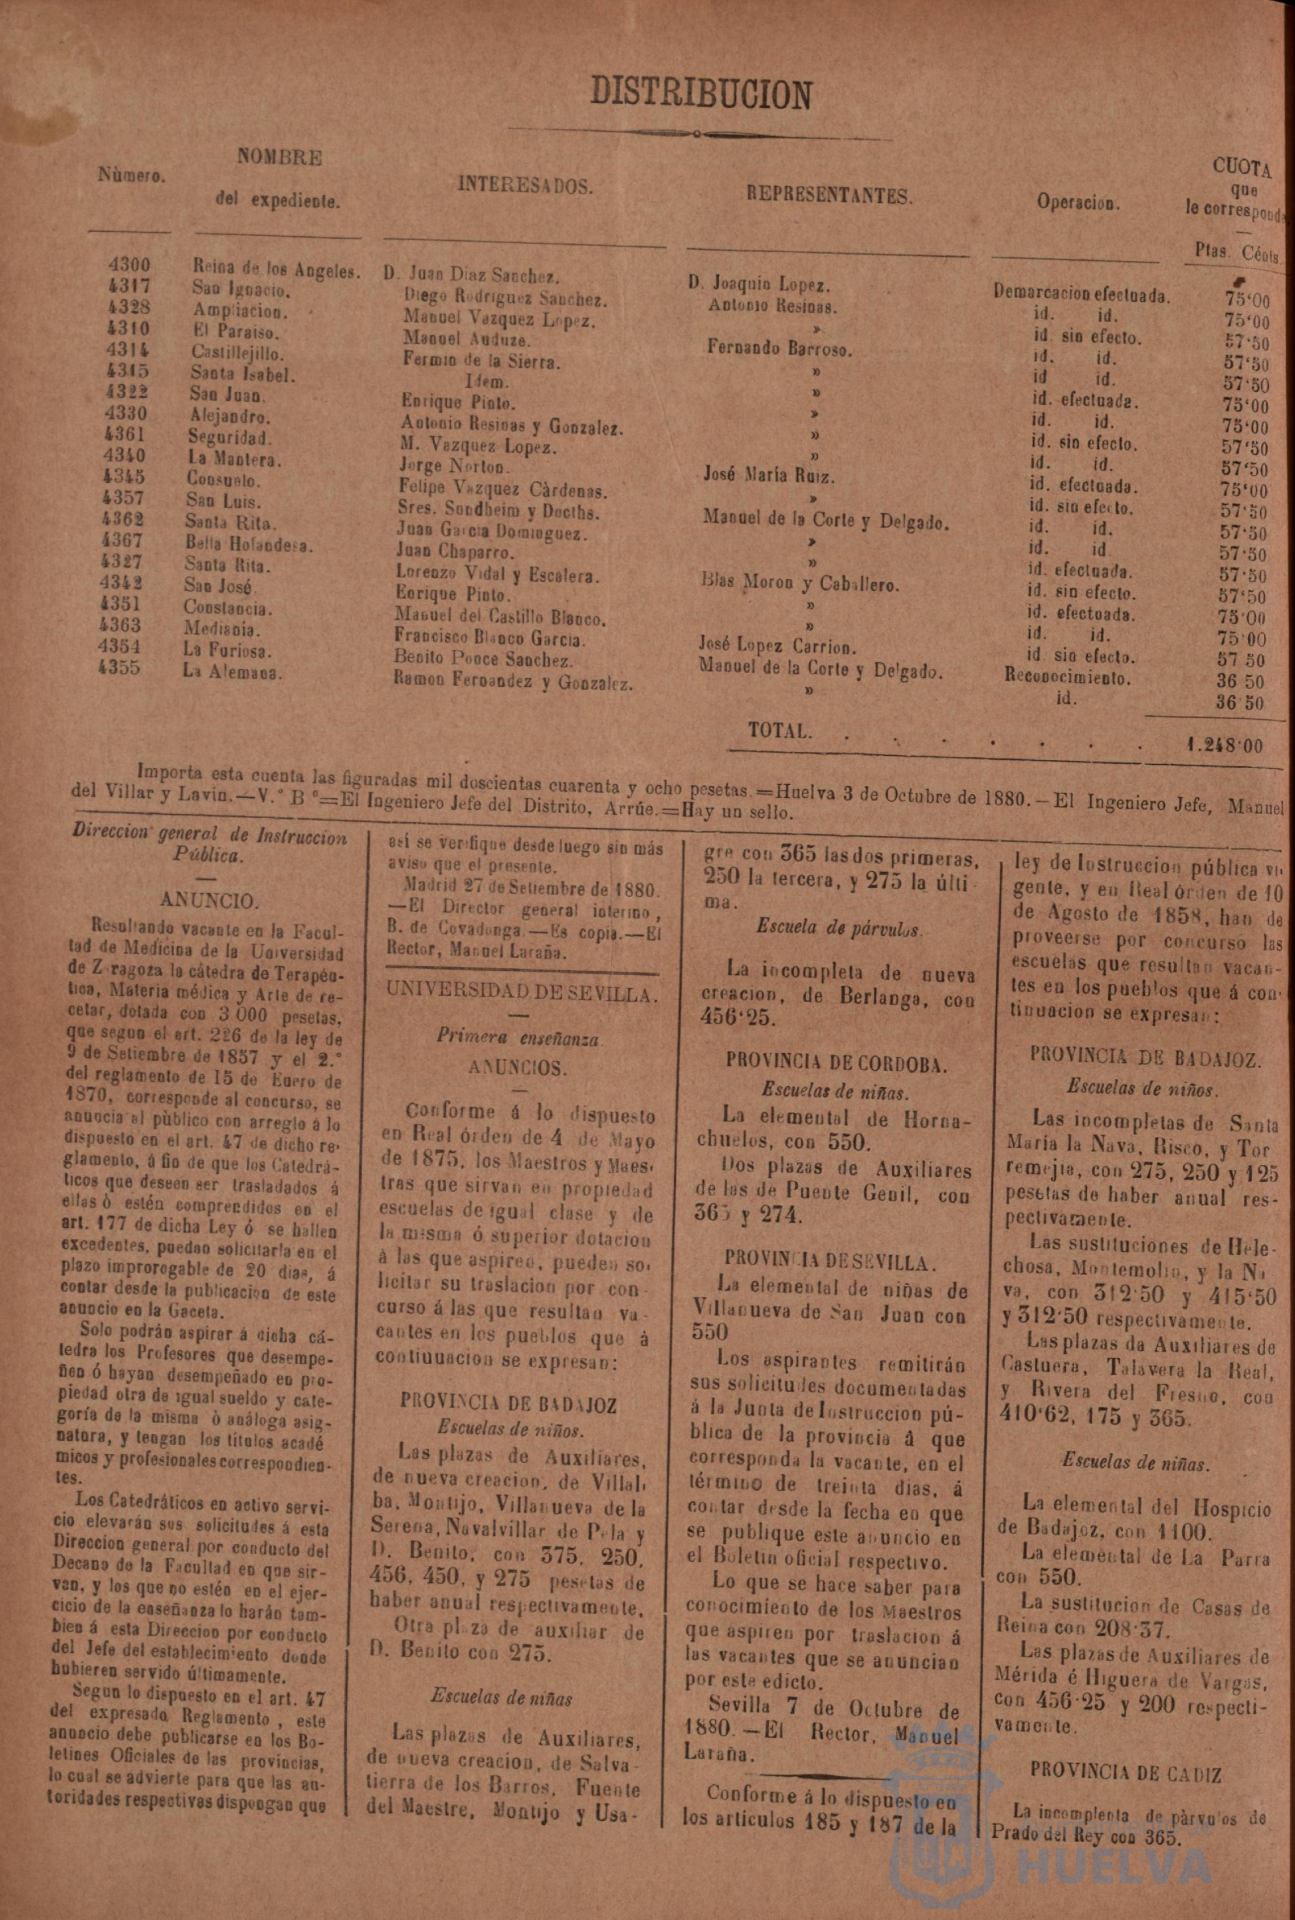 DISTRIBUCION
Nùmero. NOMBRE del expediente. INTERESADOS. REPRESENTANTES. Operacion. CUOTA que le corresponde
Ptas. Cénts.
4300 Reina de los Angeles. D. Juan Diaz Sanchez. D. Joaquin Lopez. Demarcacion efectuada. 75'00
4317 San Ignacio. Diego Rodriguez Sanchez. Antonio Resinas. id. id. 75'00
4328 Ampliacion. Manuel Vazquez Lopez. » id. sin efecto. 57'50
4310 El Paraiso. Manuel Auduze. Fernando Barroso. id. id. 57'50
4314 Castillejillo. Fermin de la Sierra. » id id. 57'50
4315 Santa Isabel. Idem. » id. efectuada. 75'00
4322 San Juan. Enrique Pinto. » id. id. 75'00
4330 Alejandro. Antonio Resinas y Gonzalez. » id. sin efecto. 57'50
4361 Seguridad. M. Vazquez Lopez. » id. id. 57'50
4340 La Mantera. Jorge Norton. José María Ruiz. id. efectuada. 75'00
4345 Consuelo. Felipe Vazquez Càrdenas. » id. sin efecto. 57'50
4357 San Luis. Sres. Sundheim y Docths. Manuel de la Corte y Delgado. id. id. 57'50
4362 Santa Rita. Juan Garcia Dominguez. » id. id 57'50
4367 Bella Holandesa. Juan Chaparro. » id. efectuada. 57'50
4327 Santa Rita. Lorenzo Vidal y Escalera. Blas Moron y Caballero. id. sin efecto. 57'50
4342 San José. Enrique Pinto. » id. efectuada. 75'00
4351 Constancia. Manuel del Castillo Blanco. » id. id. 75'00
4363 Mediania. Francisco Blanco Garcia. José Lopez Carrion. id sin efecto. 57 50
4354 La Furiosa. Benito Ponce Sanchez. Manuel de la Corte y Delgado. Reconocimiento. 36 50
4355 La Alemana. Ramon Fernandez y Gonzalez. » id. 36 50
TOTAL. . . . . . . . 1.248'00
Importa esta cuenta las figuradas mil doscientas cuarenta y ocho pesetas.=Huelva 3 de Octubre de 1880.—El Ingeniero Jefe, Manuel
del Villar y Lavin.—V.° B °=El Ingeniero Jefe del Distrito, Arrúe.=Hay un sello.
Direccion general de Instruccion
Pública.
ANUNCIO.
Resultando vacante en la Facul-
tad de Medicina de la Universidad
de Z ragoza la cátedra de Terapéu-
tica, Materia médica y Arte de re-
cetar, dotada con 3 000 pesetas,
que segun el art. 226 de la ley de
9 de Setiembre de 1857 y el 2.°
del reglamento de 15 de Enero de
1870, corresponde al concurso, se
anuncia al pùblico con arreglo á lo
dispuesto en el art. 47 de dicho re-
glamento, á fin de que los Catedrá-
ticos que deseen ser trasladados á
ellas ò estén comprendidos en el
art. 177 de dicha Ley ó se hallen
excedentes, puedan solicitarla en el
plazo improrogable de 20 dias, á
contar desde la publicacion de este
anuncio en la Gaceta.
Solo podrán aspirar á dicha cá-
tedra los Profesores que desempe-
ñen ó hayan desempeñado en pro-
piedad otra de igual sueldo y cate-
goría de la misma ò análoga asig-
natura, y tengan los titulos acadé
micos y profesionales correspondien-
tes.
Los Catedráticos en activo servi-
cio elevarán sus solicitudes á esta
Direccion general por conducto del
Decano de la Facultad en que sir-
van, y los que no estén en el ejer-
cicio de la enseñanza lo harán tam-
bien á esta Direccion por conducto
del Jefe del establecimiento donde
hubieren servido últimamente.
Segun lo dispuesto en el art. 47
del expresado Reglamento, este
anuncio debe publicarse en los Bo-
letines Oficiales de las provincias,
lo cual se advierte para que las au-
toridades respectivas dispongan que
así se verifique desde luego sin más
aviso que el presente.
Madrid 27 de Setiembre de 1880.
—El Director general interino,
B. de Covadonga.—Es copia.—El
Rector, Manuel Laraña.
UNIVERSIDAD DE SEVILLA.
Primera enseñanza.
ANUNCIOS.
Conforme á lo dispuesto
en Real órden de 4 de Mayo
de 1875, los Maestros y Maes-
tras que sirvan en propiedad
escuelas de igual clase y de
la misma ó superior dotacion
á las que aspiren, pueden so-
licitar su traslacion por con-
curso á las que resultan va-
cantes en los pueblos que à
continuacion se expresan:
PROVINCIA DE BADAJOZ
Escuelas de niños.
Las plazas de Auxiliares,
de nueva creacion, de Villal-
ba, Montijo, Villanueva de la
Serena, Navalvillar de Pela y
D. Benito, con 375, 250,
456, 450, y 275 pesetas de
haber anual respectivamente,
Otra plaza de auxiliar de
D. Benito con 275.
Escuelas de niñas
Las plazas de Auxiliares,
de nueva creacion, de Salva-
tierra de los Barros, Fuente
del Maestre, Montijo y Usa-
gre con 365 las dos primeras,
250 la tercera, y 275 la últi-
ma.
Escuela de párvulos.
La incompleta de nueva
creacion, de Berlanga, con
456'25.
PROVINCIA DE CORDOBA.
Escuelas de niñas.
La elemental de Horna-
chuelos, con 550.
Dos plazas de Auxiliares
de las de Puente Genil, con
365 y 274.
PROVINCIA DE SEVILLA.
La elemental de niñas de
Villanueva de San Juan con
550
Los aspirantes remitirán
sus solicitudes documentadas
á la Junta de Instruccion pú-
blica de la provincia á que
corresponda la vacante, en el
término de treinta dias, á
contar desde la fecha en que
se publique este anuncio en
el Boletin oficial respectivo.
Lo que se hace saber para
conocimiento de los Maestros
que aspiren por traslacion á
las vacantes que se anuncian
por este edicto.
Sevilla 7 de Octubre de
1880.—El Rector, Manuel
Laraña.
Conforme á lo dispuesto en
los artículos 185 y 187 de la
ley de Instruccion pública vi-
gente, y en Real órden de 10
de Agosto de 1858, han de
proveerse por concurso las
escuelas que resultan vacan-
tes en los pueblos que á con-
tinuacion se expresan:
PROVINCIA DE BADAJOZ.
Escuelas de niños.
Las incompletas de Santa
María la Nava, Risco, y Tor
remejia, con 275, 250 y 125
pesetas de haber anual res-
pectivamente.
Las sustituciones de Hele-
chosa, Montemolin, y la Na
va, con 312'50 y 415'50
y 312'50 respectivamente.
Las plazas da Auxiliares de
Castuera, Talavera la Real,
y Rivera del Fresno, con
410'62, 175 y 365.
Escuelas de niñas.
La elemental del Hospicio
de Badajoz, con 1100.
La elemental de La Parra
con 550.
La sustitucion de Casas de
Reina con 208'37.
Las plazas de Auxiliares de
Mérida é Higuera de Vargas,
con 456'25 y 200 respecti-
vamente.
PROVINCIA DE CADIZ
La incomplenta de pàrvulos de
Prado del Rey con 365.
HUELVA